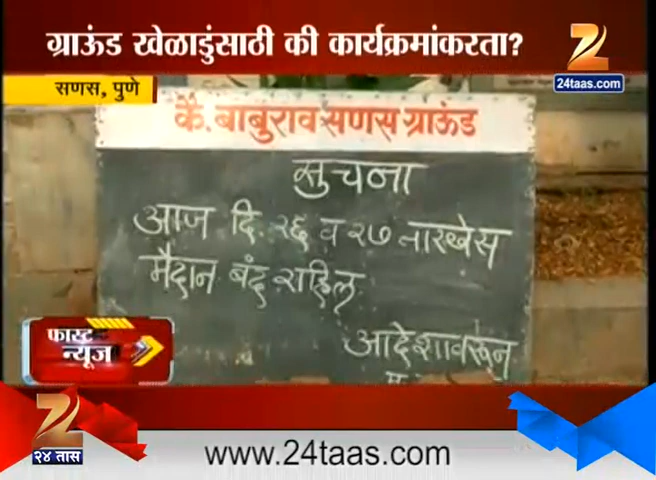 ग्राऊंड खेळाडुंसाठी की कार्यक्रमांकरता?
24taas.com
सणस, पुणे
कै. बाबुराव सणस ग्राऊंड
सुचना
आज दि. २६ व २७ तारखेस
मैदान बंद राहिल
आदेशावरून
फास्ट
न्यूज
२४ तास
www.24taas.com